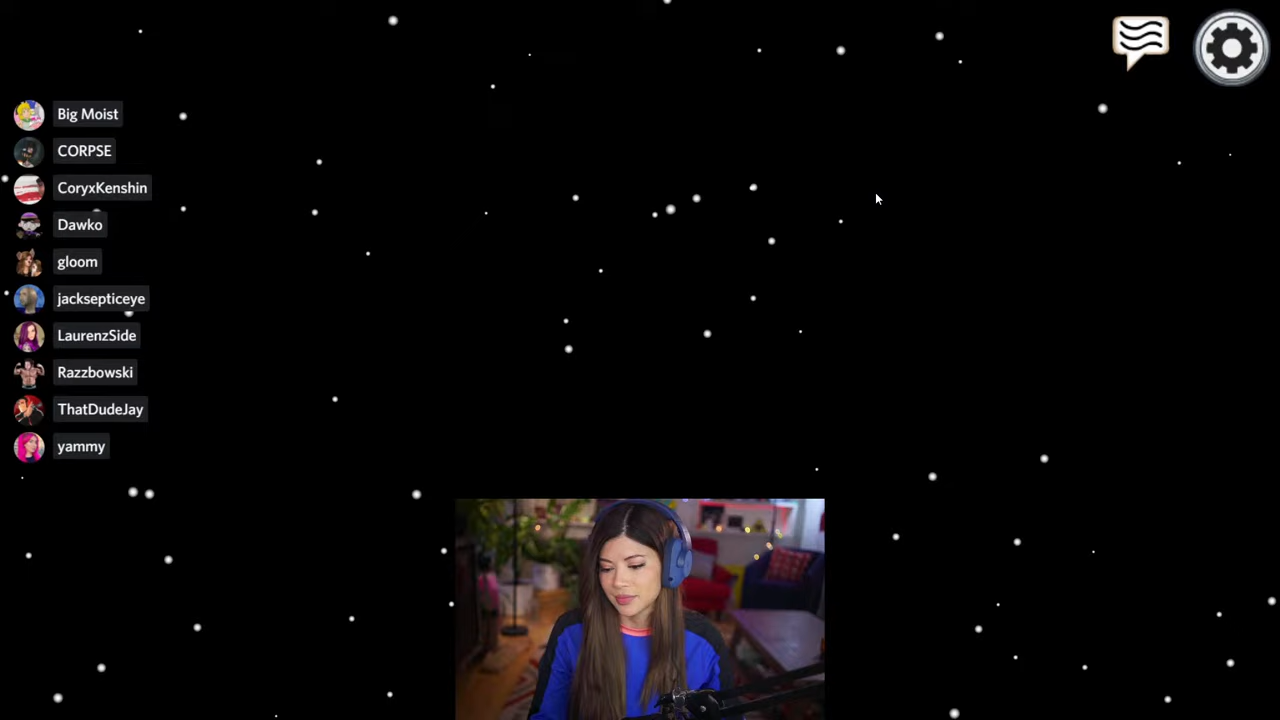 Big Moist
CORPSE
CoryxKenshin
Dawko
gloom
jacksepticeye
LaurenzSide
Razzbowski
ThatDudeJay
yammy